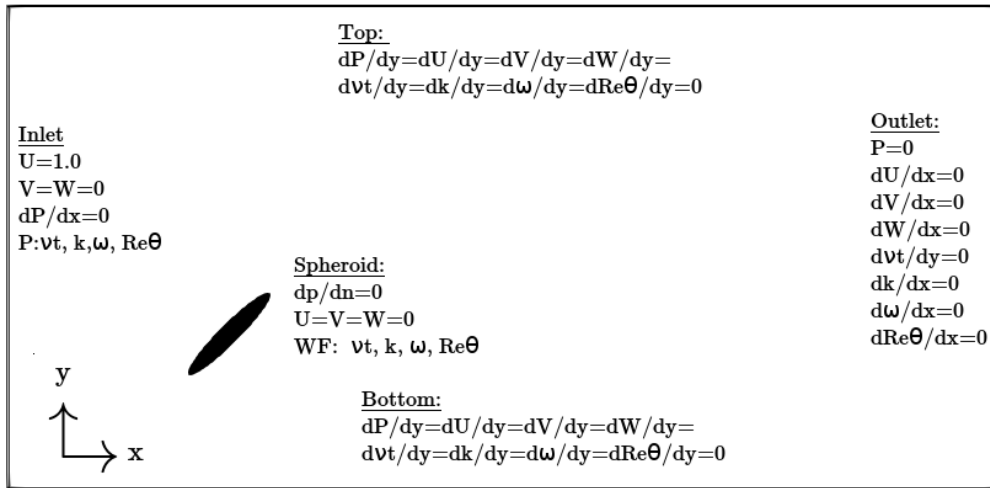 Top:
dP/dy=dU/dy=dV/dy=dW/dy=
dνt/dy=dk/dy=dω/dy=dReθ/dy=0
Inlet
U=1.0
V=W=0
dP/dx=0
P:νt, k,ω, Reθ
Outlet:
P=0
dU/dx=0
dV/dx=0
dW/dx=0
dνt/dy=0
dk/dx=0
dω/dx=0
dReθ/dx=0
Spheroid:
dp/dn=0
U=V=W=0
WF: νt, k, ω, Reθ
y
x
Bottom:
dP/dy=dU/dy=dV/dy=dW/dy=
dνt/dy=dk/dy=dω/dy=dReθ/dy=0